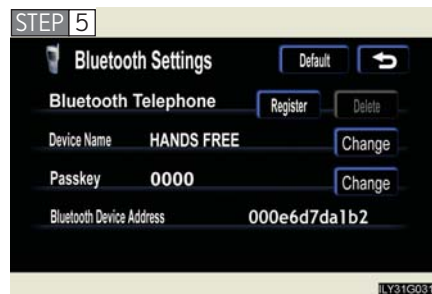 STEP 5
Bluetooth Settings Default
Bluetooth Telephone Register Delete
Device Name HANDS FREE Change
Passkey 0000 Change
Bluetooth Device Address 000e6d7da1b2
ILY31G031